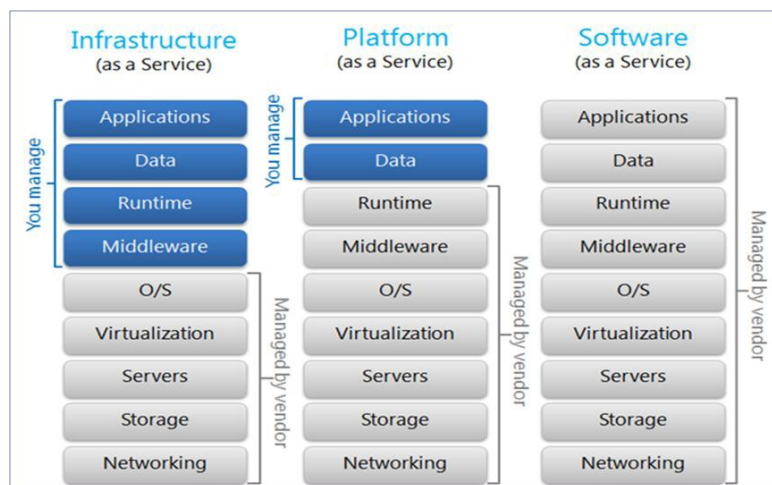 Infrastructure
(as a Service)
You manage
Applications
Data
Runtime
Middleware
O/S
Virtualization
Servers
Storage
Networking
Managed by vendor
Platform
(as a Service)
You manage
Applications
Data
Runtime
Middleware
O/S
Virtualization
Servers
Storage
Networking
Managed by vendor
Software
(as a Service)
Applications
Data
Runtime
Middleware
O/S
Virtualization
Servers
Storage
Networking
Managed by vendor